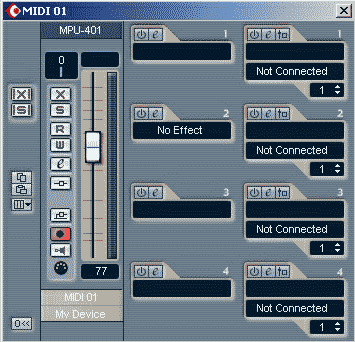 MIDI 01
MPU-401
0
X
S
R
W
e
77
MIDI 01
My Device
X
S
0<<
e 1
e 2
No Effect
e 3
e 4
e 1
Not Connected
1
e 2
Not Connected
1
e 3
Not Connected
1
e 4
Not Connected
1